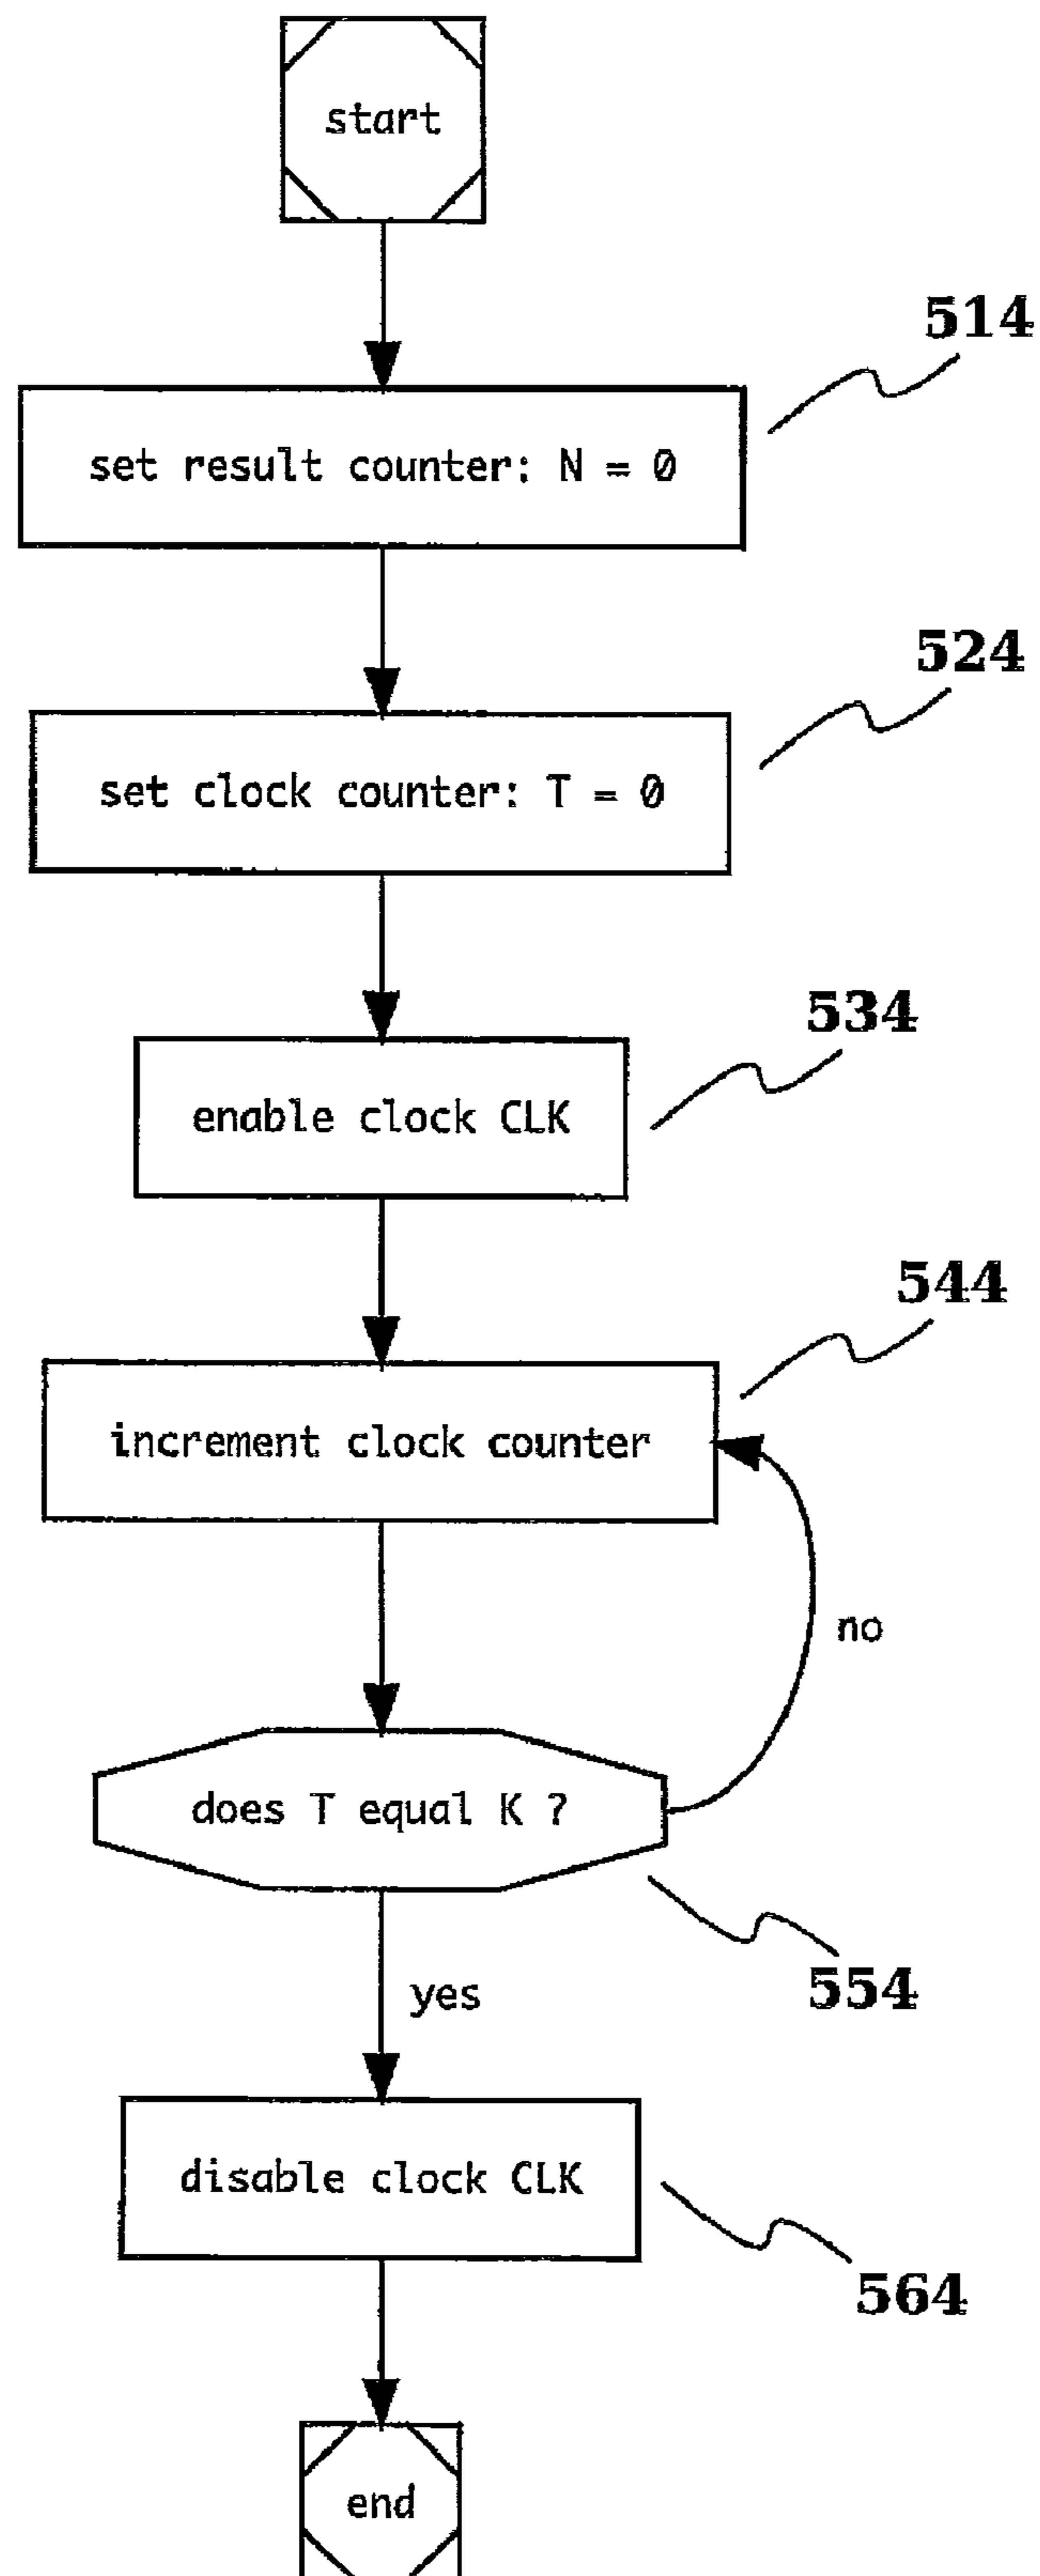 start
514
set result counter: N = 0
524
set clock counter: T = 0
534
enable clock CLK
544
increment clock counter
no
does T equal K ?
554
yes
disable clock CLK
564
end